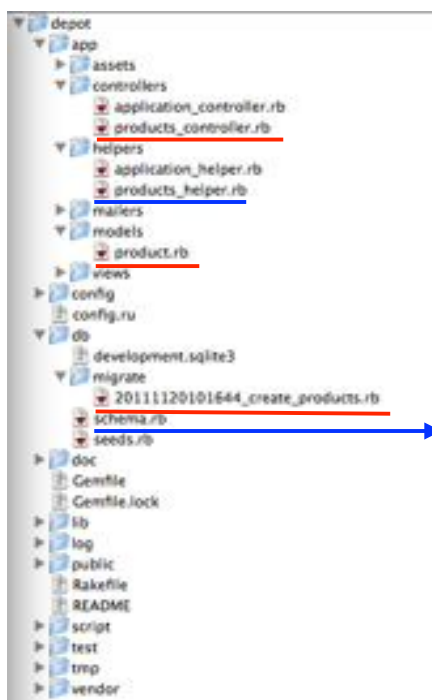 depot
app
assets
controllers
application_controller.rb
products_controller.rb
helpers
application_helper.rb
products_helper.rb
mailers
models
product.rb
views
config
config.ru
db
development.sqlite3
migrate
20111120101644_create_products.rb
schema.rb
seeds.rb
doc
Gemfile
Gemfile.lock
lib
log
public
Rakefile
README
script
test
tmp
vendor